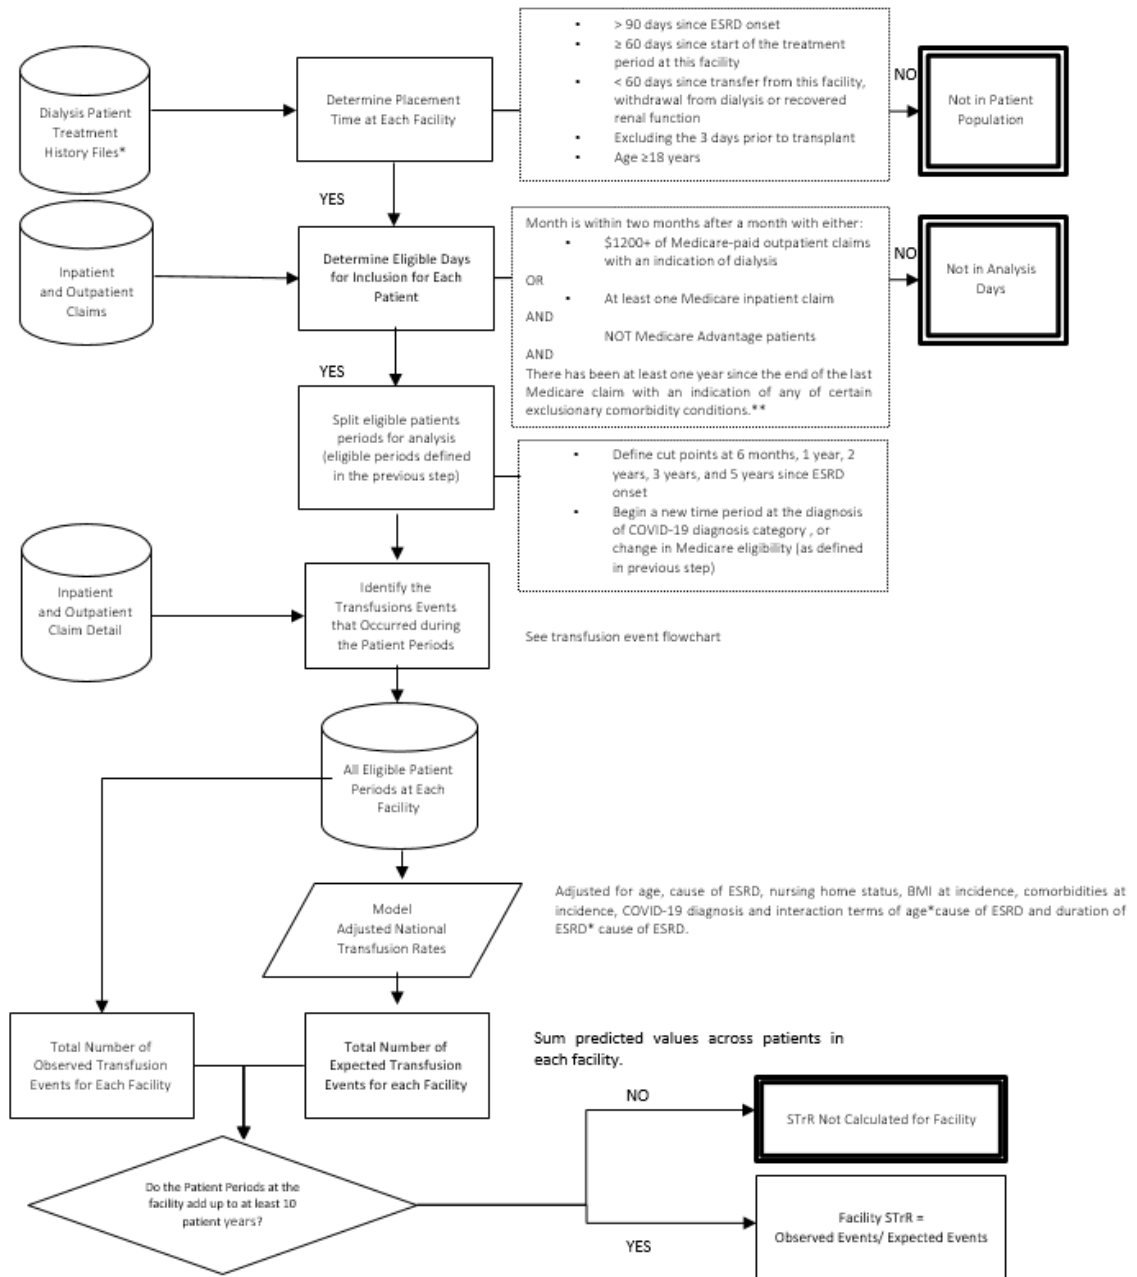 ▪ > 90 days since ESRD onset
▪ ≥ 60 days since start of the treatment
period at this facility
▪ < 60 days since transfer from this facility,
withdrawal from dialysis or recovered
renal function
▪ Excluding the 3 days prior to transplant
▪ Age ≥18 years
Dialysis Patient
Treatment
History Files*
Determine Placement
Time at Each Facility
NO
Not in Patient
Population
YES
Inpatient
and Outpatient
Claims
Determine Eligible Days
for Inclusion for Each
Patient
Month is within two months after a month with either:
▪ $1200+ of Medicare-paid outpatient claims
with an indication of dialysis
OR
▪ At least one Medicare inpatient claim
AND
NOT Medicare Advantage patients
AND
There has been at least one year since the end of the last
Medicare claim with an indication of any of certain
exclusionary comorbidity conditions.**
NO
Not in Analysis
Days
YES
Split eligible patients
periods for analysis
(eligible periods defined
in the previous step)
▪ Define cut points at 6 months, 1 year, 2
years, 3 years, and 5 years since ESRD
onset
▪ Begin a new time period at the diagnosis
of COVID-19 diagnosis category , or
change in Medicare eligibility (as defined
in previous step)
Inpatient
and Outpatient
Claim Detail
Identify the
Transfusions Events
that Occurred during
the Patient Periods
See transfusion event flowchart
All Eligible Patient
Periods at Each
Facility
Model
Adjusted National
Transfusion Rates
Adjusted for age, cause of ESRD, nursing home status, BMI at incidence, comorbidities at
incidence, COVID-19 diagnosis and interaction terms of age*cause of ESRD and duration of
ESRD* cause of ESRD.
Total Number of
Observed Transfusion
Events for Each Facility
Total Number of
Expected Transfusion
Events for each Facility
Sum predicted values across patients in
each facility.
NO
STrR Not Calculated for Facility
Do the Patient Periods at the
facility add up to at least 10
patient years?
YES
Facility STrR =
Observed Events/ Expected Events